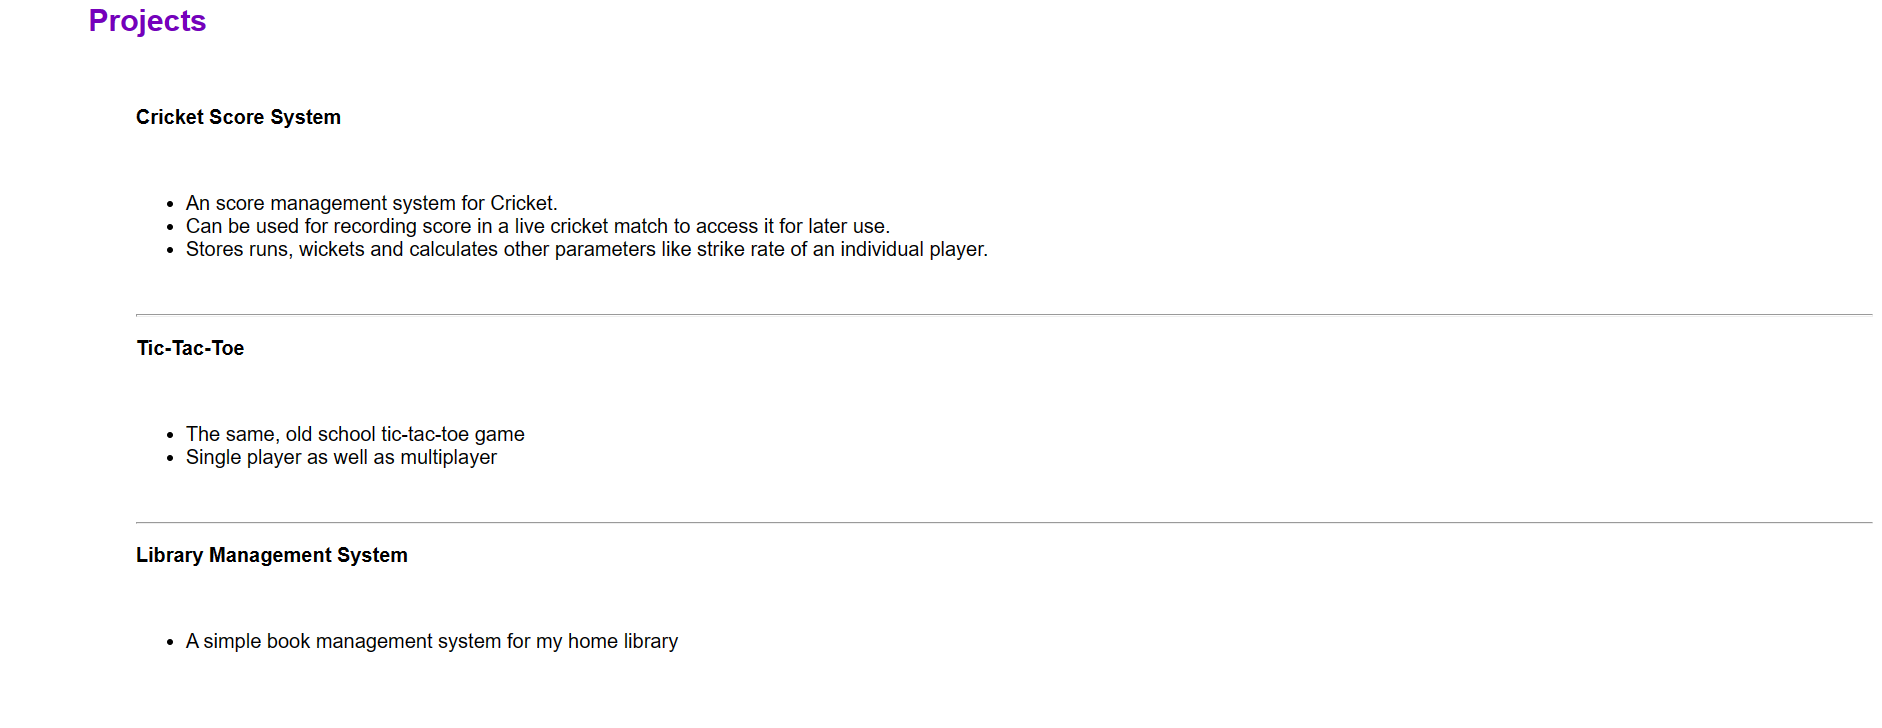 Projects
Cricket Score System
An score management system for Cricket.
Can be used for recording score in a live cricket match to access it for later use.
Stores runs, wickets and calculates other parameters like strike rate of an individual player.
Tic-Tac-Toe
The same, old school tic-tac-toe game
Single player as well as multiplayer
Library Management System
A simple book management system for my home library